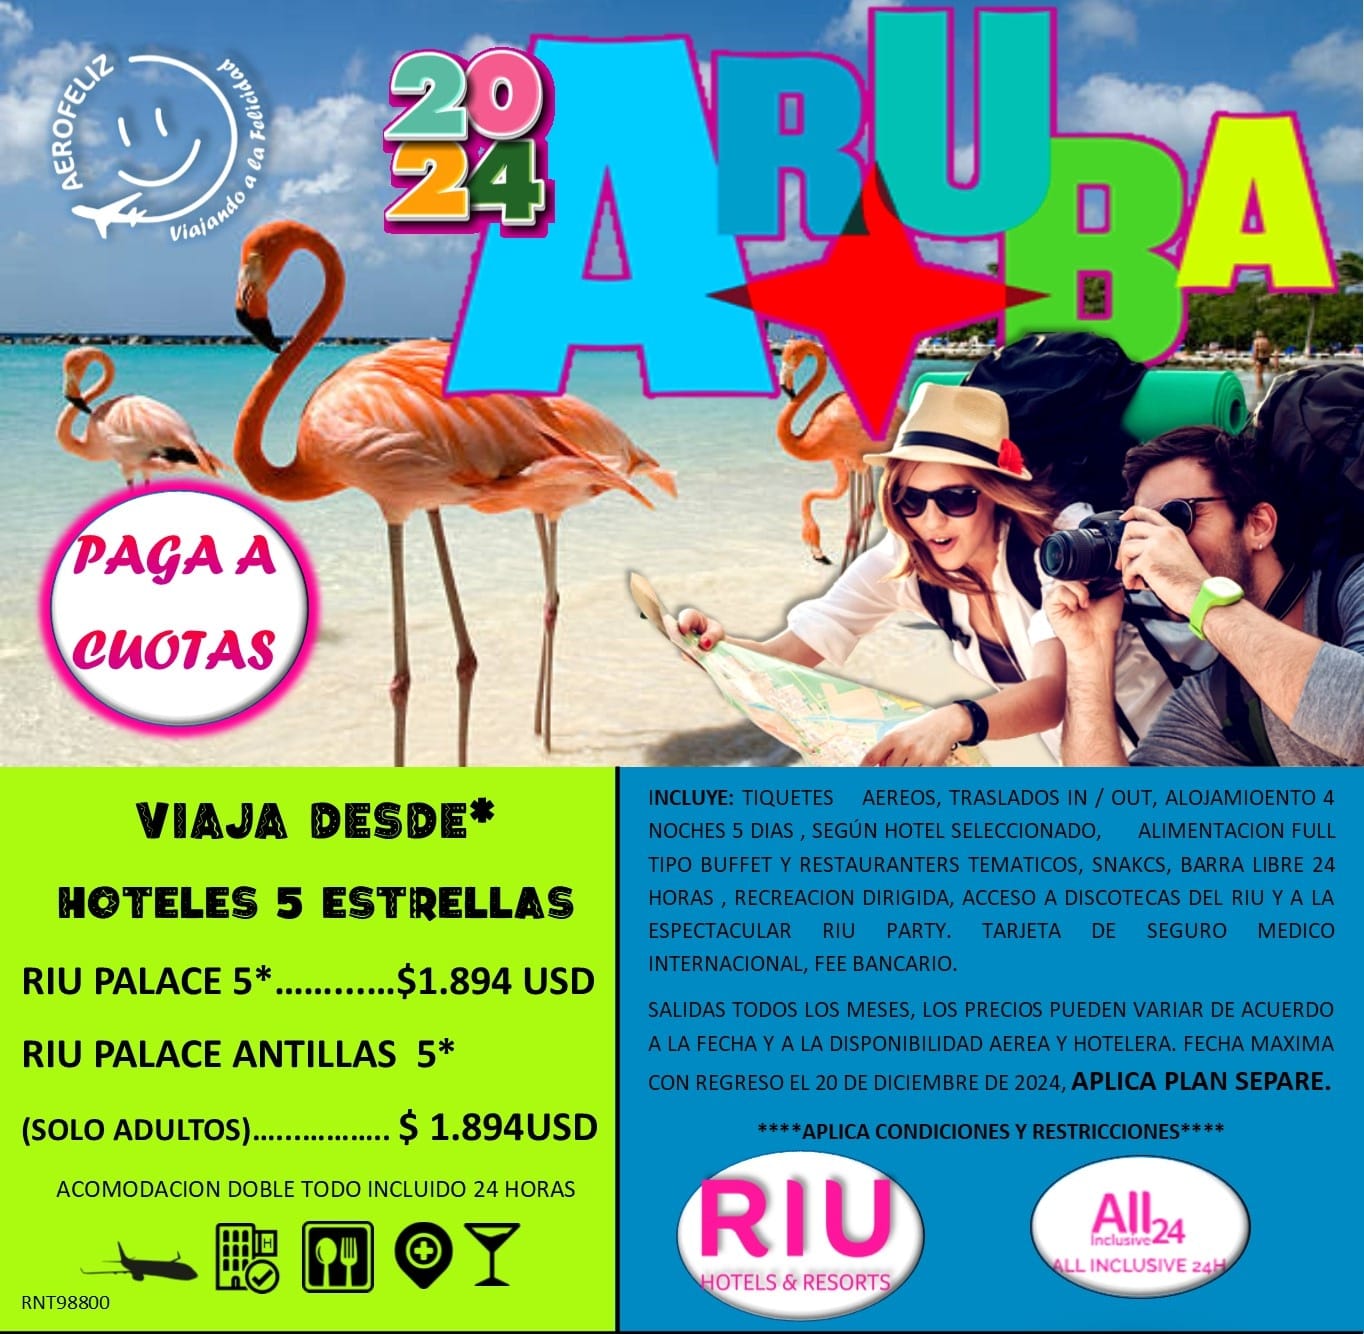 AEROFELIZ
Viajando a la Felicidad
20
24
ARUBA
PAGA A
CUOTAS
VIAJA DESDE*
HOTELES 5 ESTRELLAS
RIU PALACE 5*............$1.894 USD
RIU PALACE ANTILLAS 5*
(SOLO ADULTOS)............... $ 1.894USD
ACOMODACION DOBLE TODO INCLUIDO 24 HORAS
H
RNT98800
INCLUYE: TIQUETES AEREOS, TRASLADOS IN / OUT, ALOJAMIOENTO 4
NOCHES 5 DIAS , SEGÚN HOTEL SELECCIONADO, ALIMENTACION FULL
TIPO BUFFET Y RESTAURANTERS TEMATICOS, SNAKCS, BARRA LIBRE 24
HORAS , RECREACION DIRIGIDA, ACCESO A DISCOTECAS DEL RIU Y A LA
ESPECTACULAR RIU PARTY. TARJETA DE SEGURO MEDICO
INTERNACIONAL, FEE BANCARIO.
SALIDAS TODOS LOS MESES, LOS PRECIOS PUEDEN VARIAR DE ACUERDO
A LA FECHA Y A LA DISPONIBILIDAD AEREA Y HOTELERA. FECHA MAXIMA
CON REGRESO EL 20 DE DICIEMBRE DE 2024, APLICA PLAN SEPARE.
****APLICA CONDICIONES Y RESTRICCIONES****
RIU
HOTELS & RESORTS
All
Inclusive24
ALL INCLUSIVE 24H